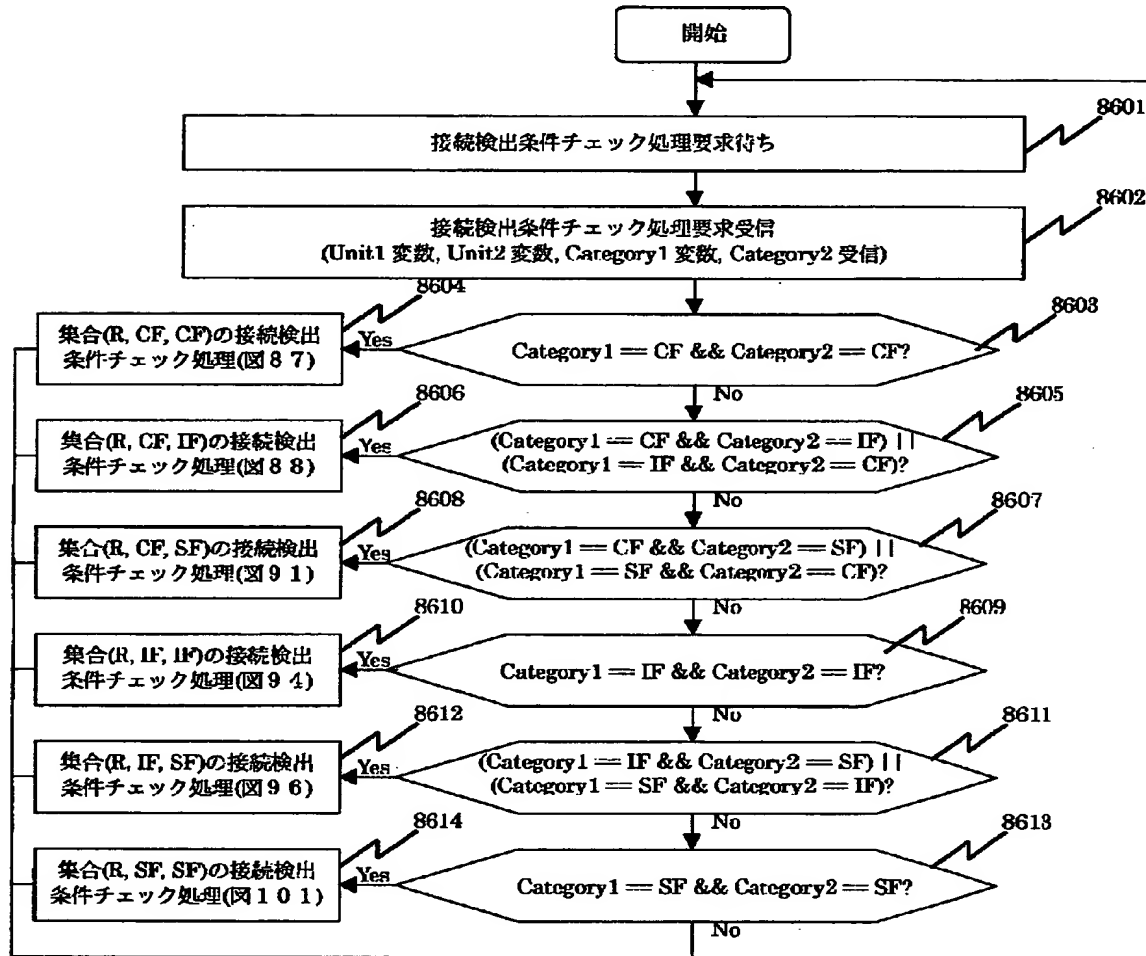 開始
8601
接続検出条件チェック処理要求待ち
8602
接続検出条件チェック処理要求受信
(Unit1 変数, Unit2 変数, Category1 変数, Category2 受信)
8604
8603
集合(R, CF, CF)の接続検出
条件チェック処理(図８７)
Yes
Category1 == CF && Category2 == CF?
No
8606
8605
集合(R, CF, IF)の接続検出
条件チェック処理(図８８)
Yes
(Category1 == CF && Category2 == IF) ||
(Category1 == IF && Category2 == CF)?
No
8608
8607
集合(R, CF, SF)の接続検出
条件チェック処理(図９１)
Yes
(Category1 == CF && Category2 == SF) ||
(Category1 == SF && Category2 == CF)?
No
8610
8609
集合(R, IF, IF)の接続検出
条件チェック処理(図９４)
Yes
Category1 == IF && Category2 == IF?
No
8612
8611
集合(R, IF, SF)の接続検出
条件チェック処理(図９６)
Yes
(Category1 == IF && Category2 == SF) ||
(Category1 == SF && Category2 == IF)?
No
8614
8613
集合(R, SF, SF)の接続検出
条件チェック処理(図１０１)
Yes
Category1 == SF && Category2 == SF?
No